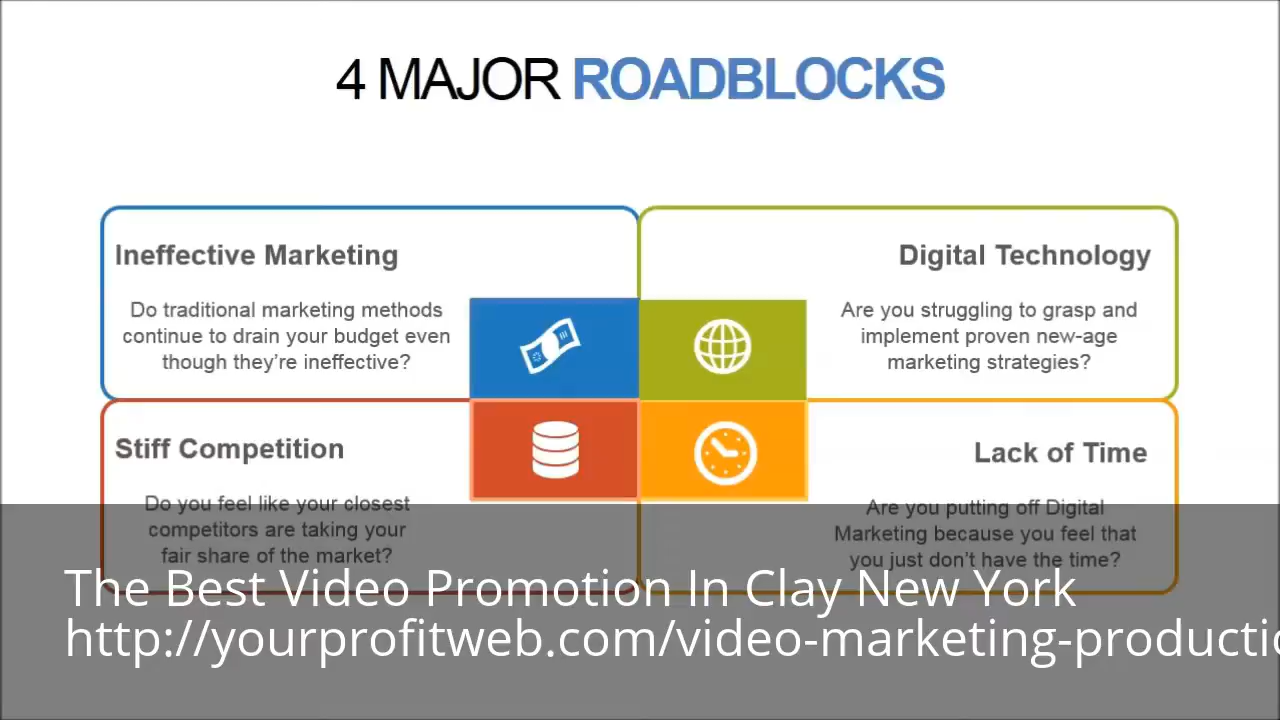 4 MAJOR ROADBLOCKS
Ineffective Marketing
Do traditional marketing methods
continue to drain your budget even
though they're ineffective?
Digital Technology
Are you struggling to grasp and
implement proven new-age
marketing strategies?
Stiff Competition
Do you feel like your closest
competitors are taking your
fair share of the market?
Lack of Time
Are you putting off Digital
Marketing because you feel that
you just don't have the time?
The Best Video Promotion In Clay New York
http://yourprofitweb.com/video-marketing-producti